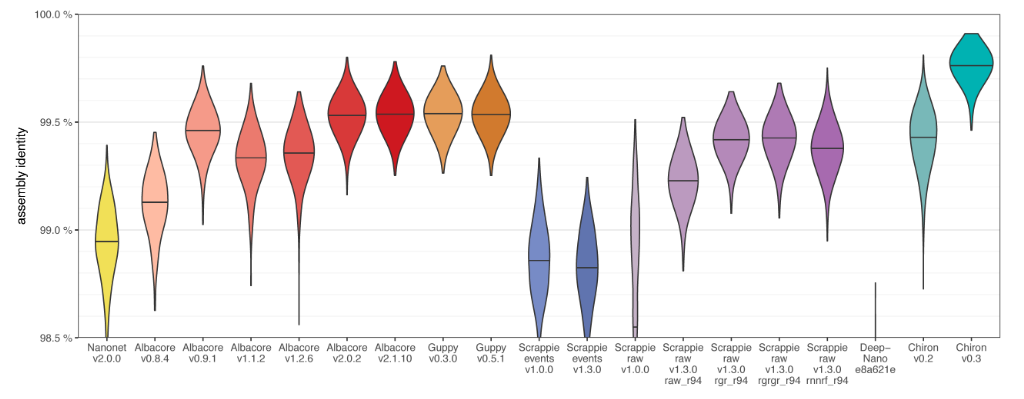 100.0 %
99.5 %
99.0 %
98.5 %
assembly identity
Nanonet
v2.0.0
Albacore
v0.8.4
Albacore
v0.9.1
Albacore
v1.1.2
Albacore
v1.2.6
Albacore
v2.0.2
Albacore
v2.1.10
Guppy
v0.3.0
Guppy
v0.5.1
Scrappie
events
v1.0.0
Scrappie
events
v1.3.0
Scrappie
raw
v1.0.0
Scrappie
raw
v1.3.0
raw_r94
Scrappie
raw
v1.3.0
rgr_r94
Scrappie
raw
v1.3.0
rgrgr_r94
Scrappie
raw
v1.3.0
rnnrf_r94
Deep–
Nano
e8a621e
Chiron
v0.2
Chiron
v0.3